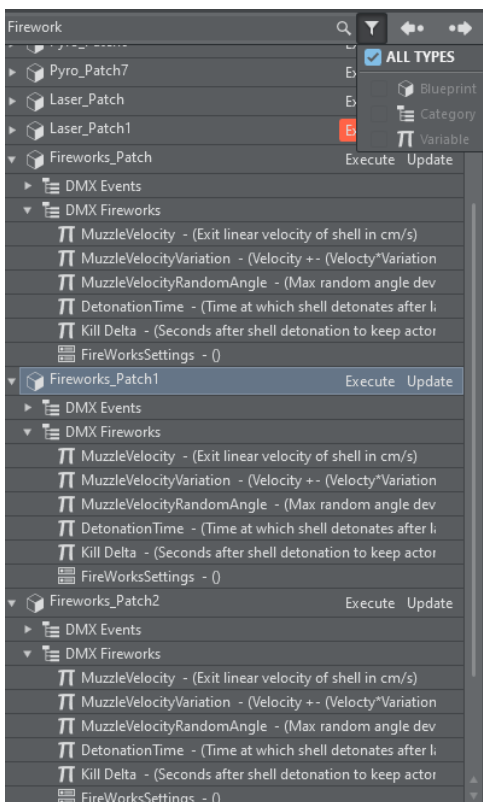 Firework
ALL TYPES
Pyro_Patch7
Blueprint
Laser_Patch
Category
Laser_Patch1
Variable
Fireworks_Patch Execute Update
DMX Events
DMX Fireworks
MuzzleVelocity - (Exit linear velocity of shell in cm/s)
MuzzleVelocityVariation - (Velocity +- (Velocty*Variation
MuzzleVelocityRandomAngle - (Max random angle dev
DetonationTime - (Time at which shell detonates after
Kill Delta - (Seconds after shell detonation to keep actor
FireWorksSettings - ()
Fireworks_Patch1 Execute Update
DMX Events
DMX Fireworks
MuzzleVelocity - (Exit linear velocity of shell in cm/s)
MuzzleVelocityVariation - (Velocity +- (Velocty*Variation
MuzzleVelocityRandomAngle - (Max random angle dev
DetonationTime - (Time at which shell detonates after
Kill Delta - (Seconds after shell detonation to keep actor
FireWorksSettings - ()
Fireworks_Patch2 Execute Update
DMX Events
DMX Fireworks
MuzzleVelocity - (Exit linear velocity of shell in cm/s)
MuzzleVelocityVariation - (Velocity +- (Velocty*Variation
MuzzleVelocityRandomAngle - (Max random angle dev
DetonationTime - (Time at which shell detonates after
Kill Delta - (Seconds after shell detonation to keep actor
FireWorksSettings - ()